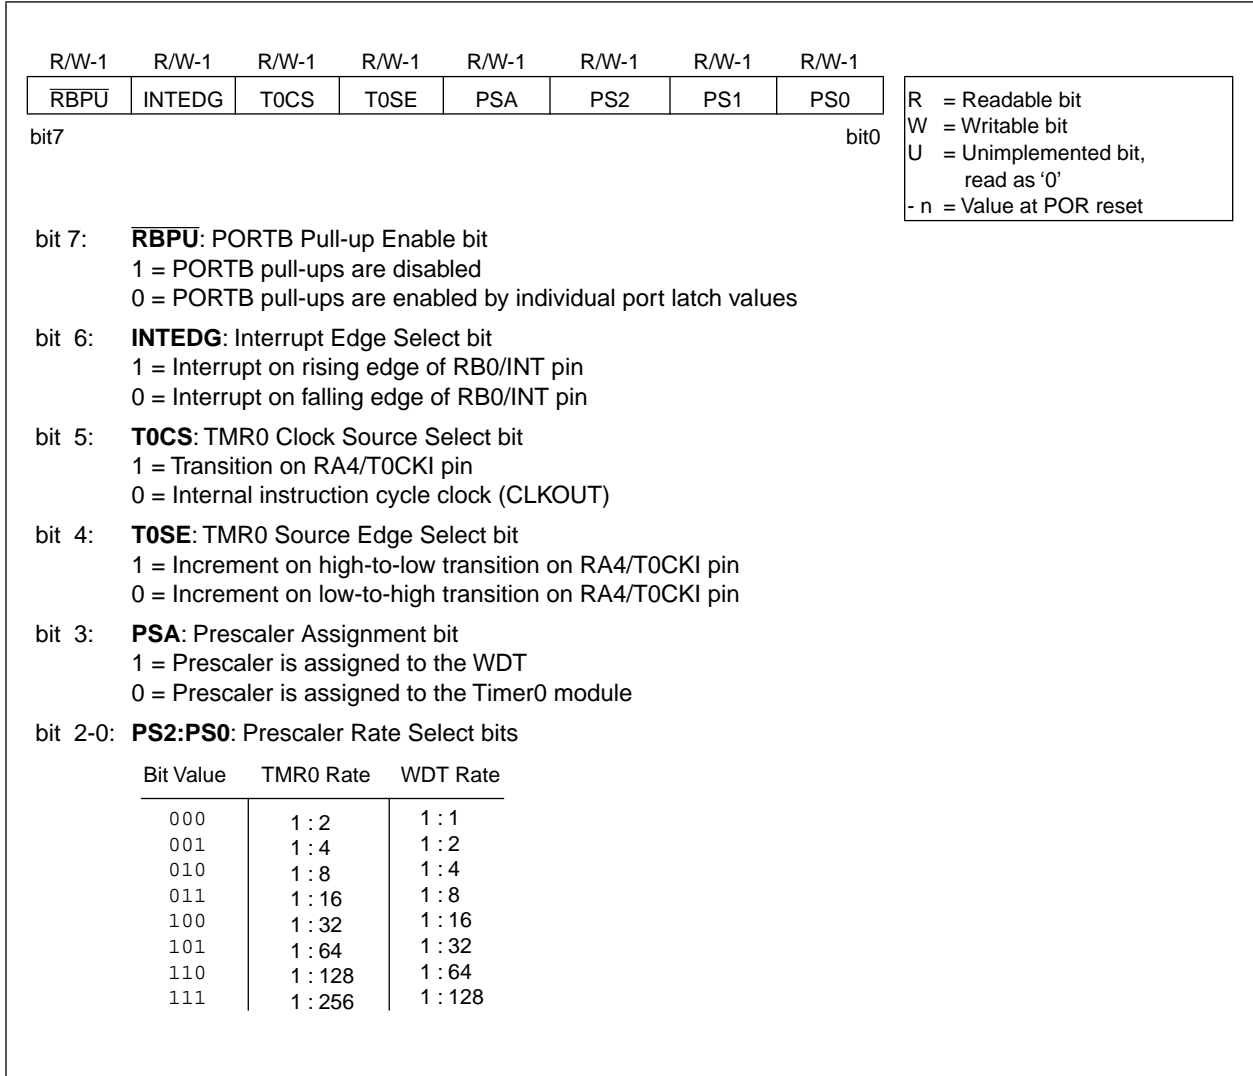 R/W-1 R/W-1 R/W-1 R/W-1 R/W-1 R/W-1 R/W-1 R/W-1
RBPU INTEDG T0CS T0SE PSA PS2 PS1 PS0
bit7 bit0
R = Readable bit
W = Writable bit
U = Unimplemented bit,
read as ‘0’
- n = Value at POR reset
bit 7: RBPU: PORTB Pull-up Enable bit
1 = PORTB pull-ups are disabled
0 = PORTB pull-ups are enabled by individual port latch values
bit 6: INTEDG: Interrupt Edge Select bit
1 = Interrupt on rising edge of RB0/INT pin
0 = Interrupt on falling edge of RB0/INT pin
bit 5: T0CS: TMR0 Clock Source Select bit
1 = Transition on RA4/T0CKI pin
0 = Internal instruction cycle clock (CLKOUT)
bit 4: T0SE: TMR0 Source Edge Select bit
1 = Increment on high-to-low transition on RA4/T0CKI pin
0 = Increment on low-to-high transition on RA4/T0CKI pin
bit 3: PSA: Prescaler Assignment bit
1 = Prescaler is assigned to the WDT
0 = Prescaler is assigned to the Timer0 module
bit 2-0: PS2:PS0: Prescaler Rate Select bits
Bit Value TMR0 Rate WDT Rate
000 1 : 2 1 : 1
001 1 : 4 1 : 2
010 1 : 8 1 : 4
011 1 : 16 1 : 8
100 1 : 32 1 : 16
101 1 : 64 1 : 32
110 1 : 128 1 : 64
111 1 : 256 1 : 128